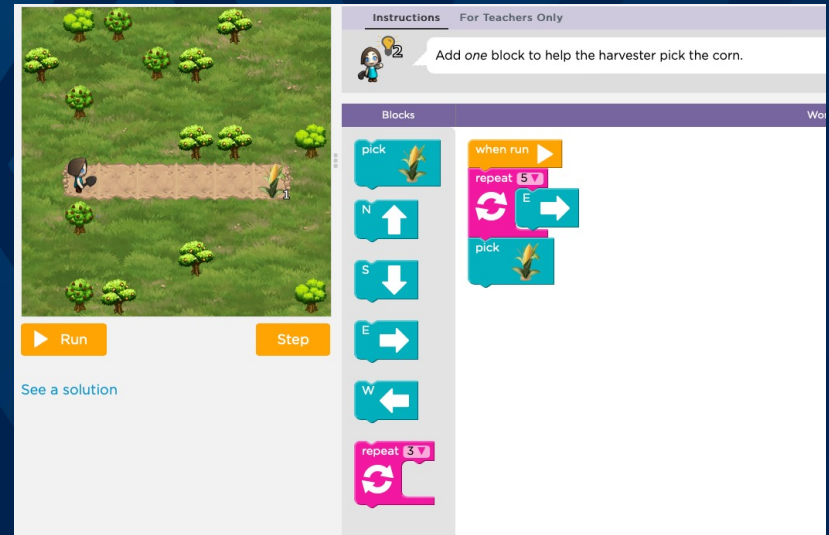 Instructions For Teachers Only
2
Add one block to help the harvester pick the corn.
Blocks
Wor
pick
N
S
E
W
repeat 3
when run
repeat 5
E
pick
1
Run
Step
See a solution